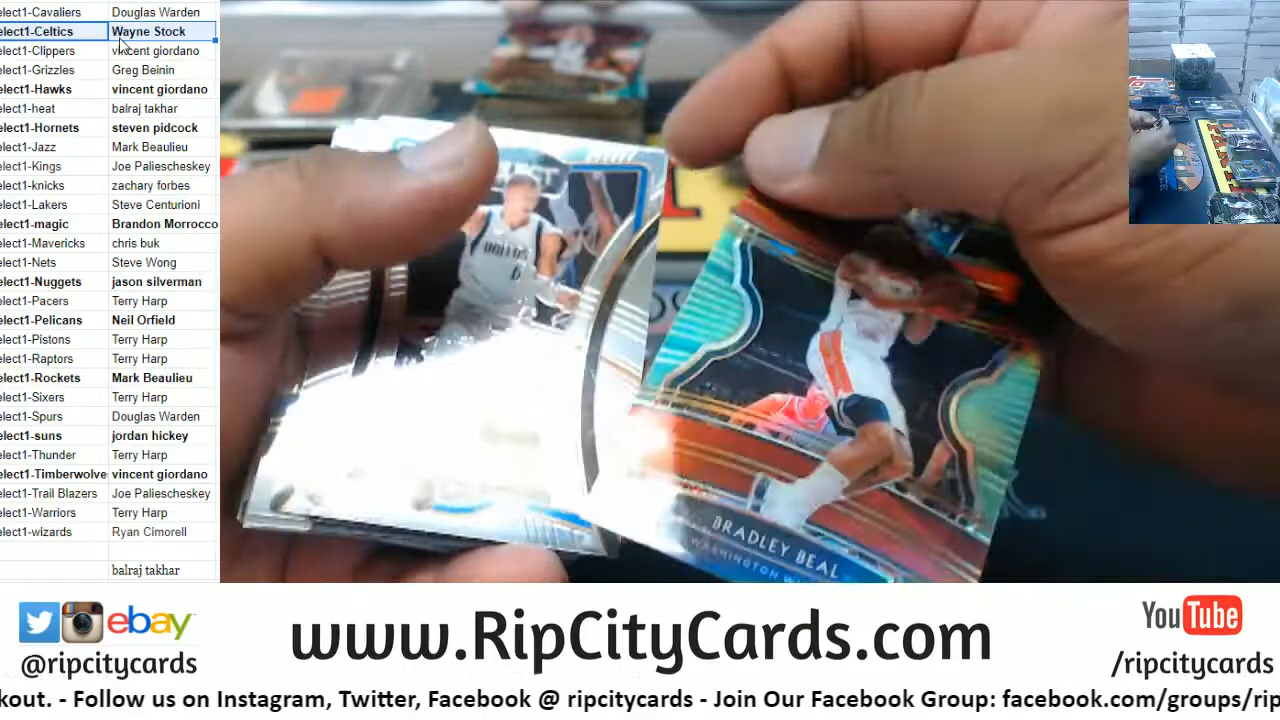 elect1-Cavaliers Douglas Warden
elect1-Celtics Wayne Stock
elect1-Clippers vincent giordano
elect1-Grizzles Greg Beinin
elect1-Hawks vincent giordano
elect1-heat balraj takhar
elect1-Hornets steven pidcock
elect1-Jazz Mark Beaulieu
elect1-Kings Joe Paliescheskey
elect1-knicks zachary forbes
elect1-Lakers Steve Centurioni
elect1-magic Brandon Morrocco
elect1-Mavericks chris buk
elect1-Nets Steve Wong
elect1-Nuggets jason silverman
elect1-Pacers Terry Harp
elect1-Pelicans Neil Orfield
elect1-Pistons Terry Harp
elect1-Raptors Terry Harp
elect1-Rockets Mark Beaulieu
elect1-Sixers Terry Harp
elect1-Spurs Douglas Warden
elect1-suns jordan hickey
elect1-Thunder Terry Harp
elect1-Timberwolve vincent giordano
elect1-Trail Blazers Joe Paliescheskey
elect1-Warriors Terry Harp
elect1-wizards Ryan Cimorell
balraj takhar
DALLAS
6
BRADLEY BEAL
WASHINGTON W
ebay
@ripcitycards
www.RipCityCards.com
YouTube
/ripcitycards
kout. - Follow us on Instagram, Twitter, Facebook @ ripcitycards - Join Our Facebook Group: facebook.com/groups/rip